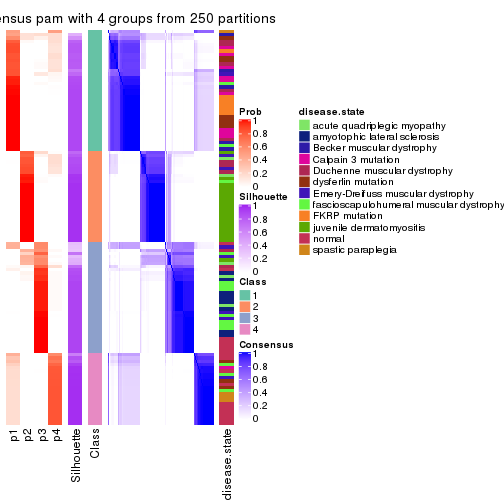 ensus pam with 4 groups from 250 partitions
Prob
1
0.8
0.6
0.4
0.2
0
Silhouette
1
0.8
0.6
0.4
0.2
0
Class
1
2
3
4
Consensus
1
0.8
0.6
0.4
0.2
0
disease.state
acute quadriplegic myopathy
amyotophic lateral sclerosis
Becker muscular dystrophy
Calpain 3 mutation
Duchenne muscular dystrophy
dysferlin mutation
Emery-Dreifuss muscular dystrophy
fascioscapulohumeral muscular dystrophy
FKRP mutation
juvenile dermatomyositis
normal
spastic paraplegia
p1
p2
p3
p4
Silhouette
Class
disease.state